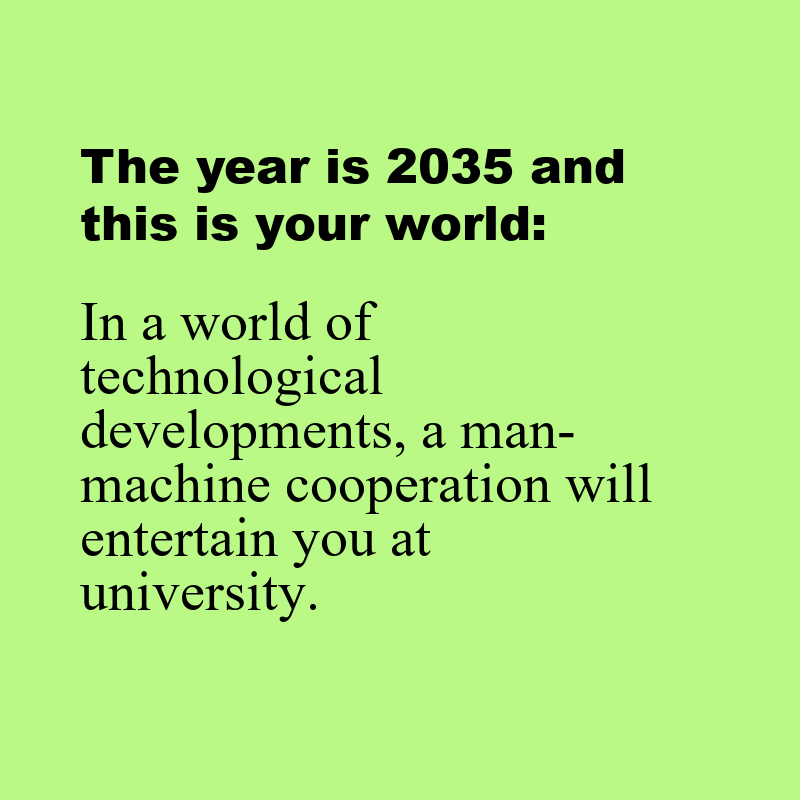 The year is 2035 and
this is your world:
In a world of
technological
developments, a man-
machine cooperation will
entertain you at
university.